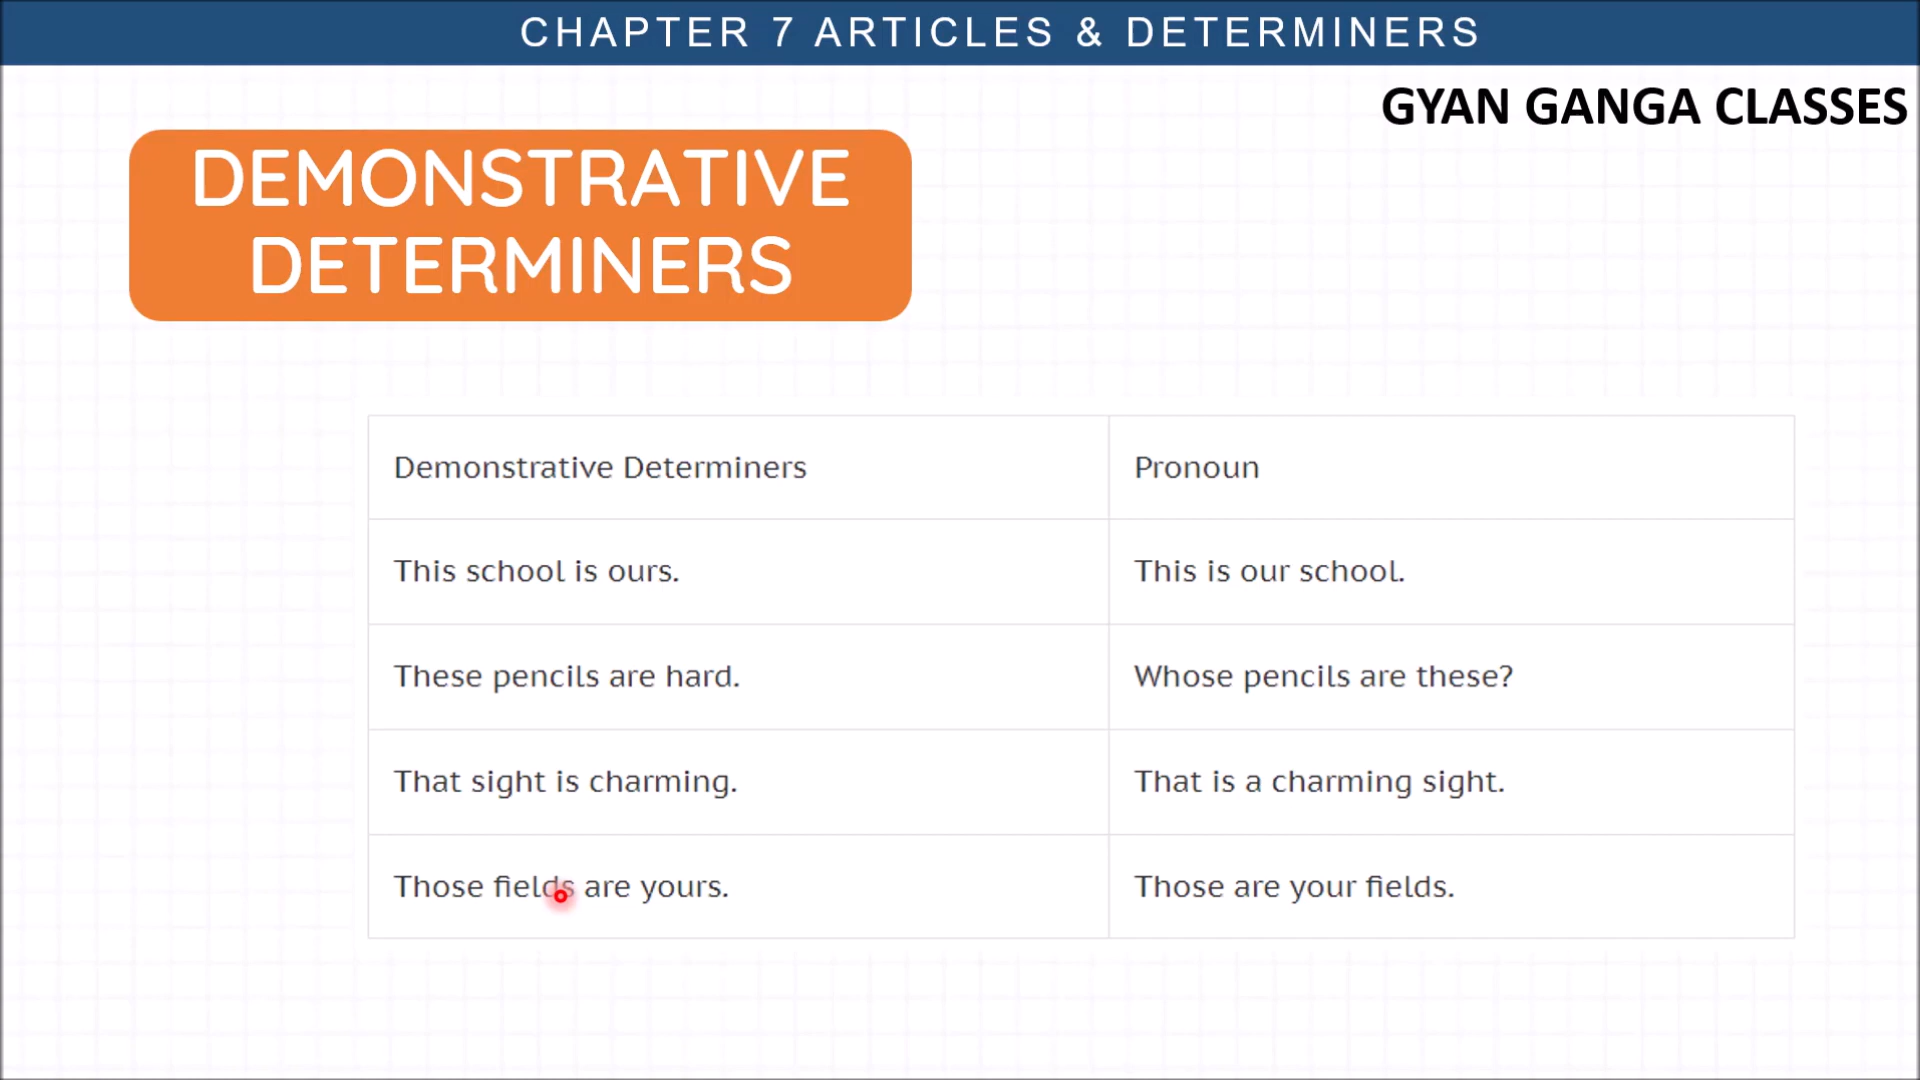 CHAPTER 7 ARTICLES & DETERMINERS
GYAN GANGA CLASSES
DEMONSTRATIVE
DETERMINERS
Demonstrative Determiners Pronoun
This school is ours. This is our school.
These pencils are hard. Whose pencils are these?
That sight is charming. That is a charming sight.
Those fields are yours. Those are your fields.